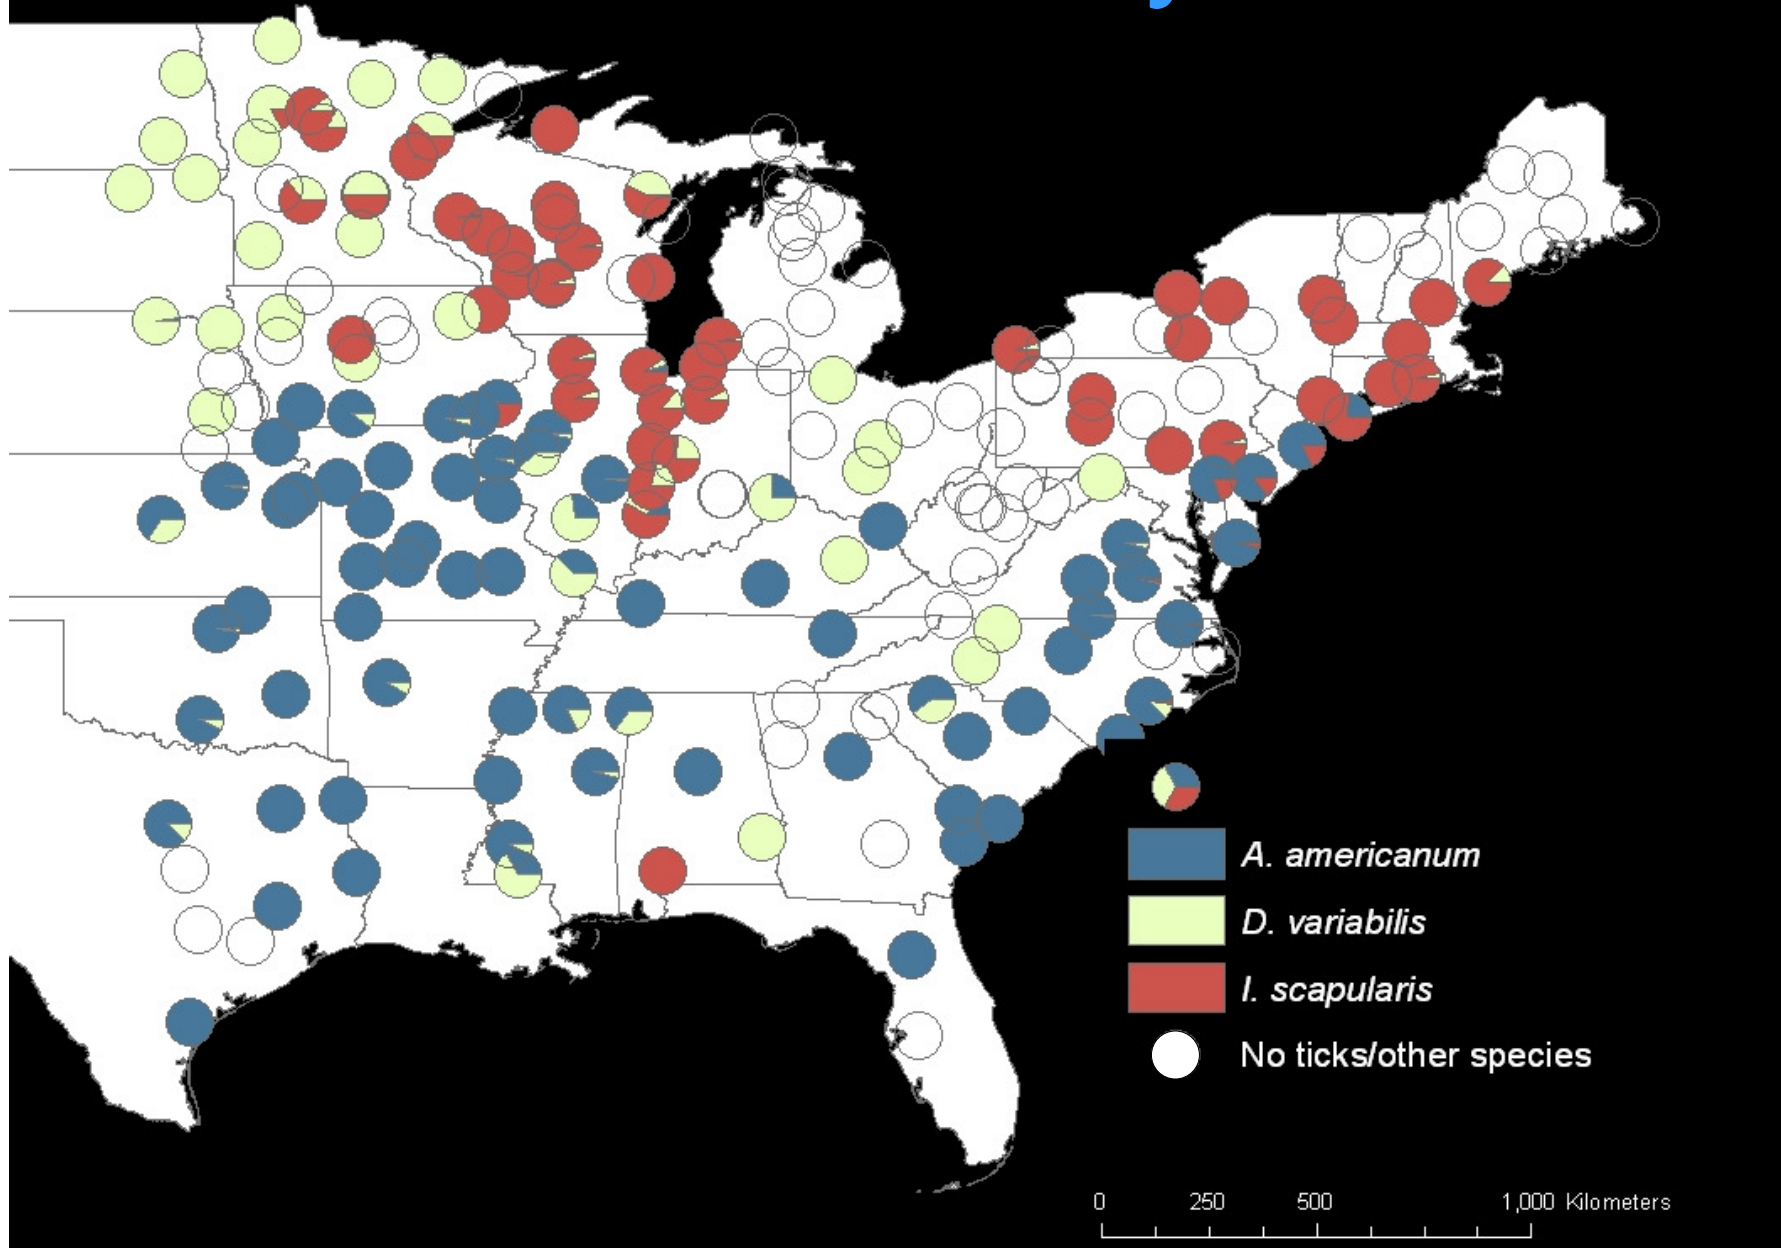 A. americanum
D. variabilis
I. scapularis
No ticks/other species
0 250 500 1,000 Kilometers